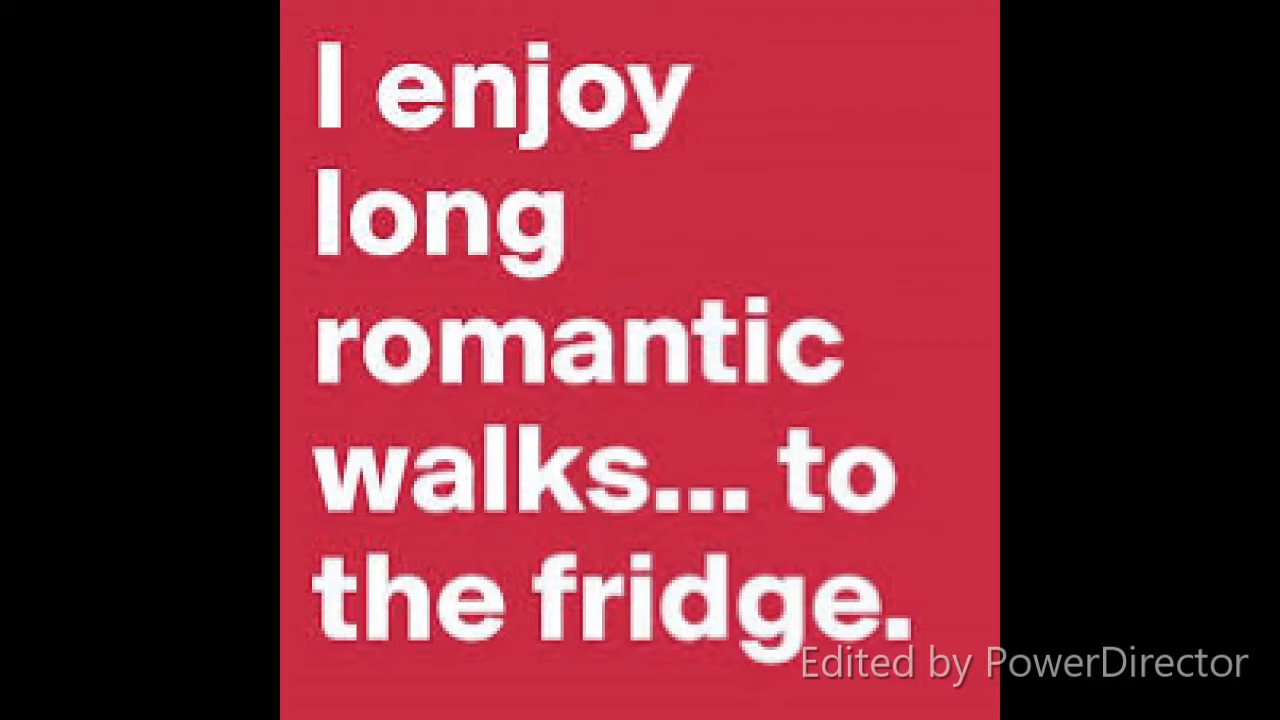 I enjoy
long
romantic
walks... to
the fridge.
Edited by PowerDirector